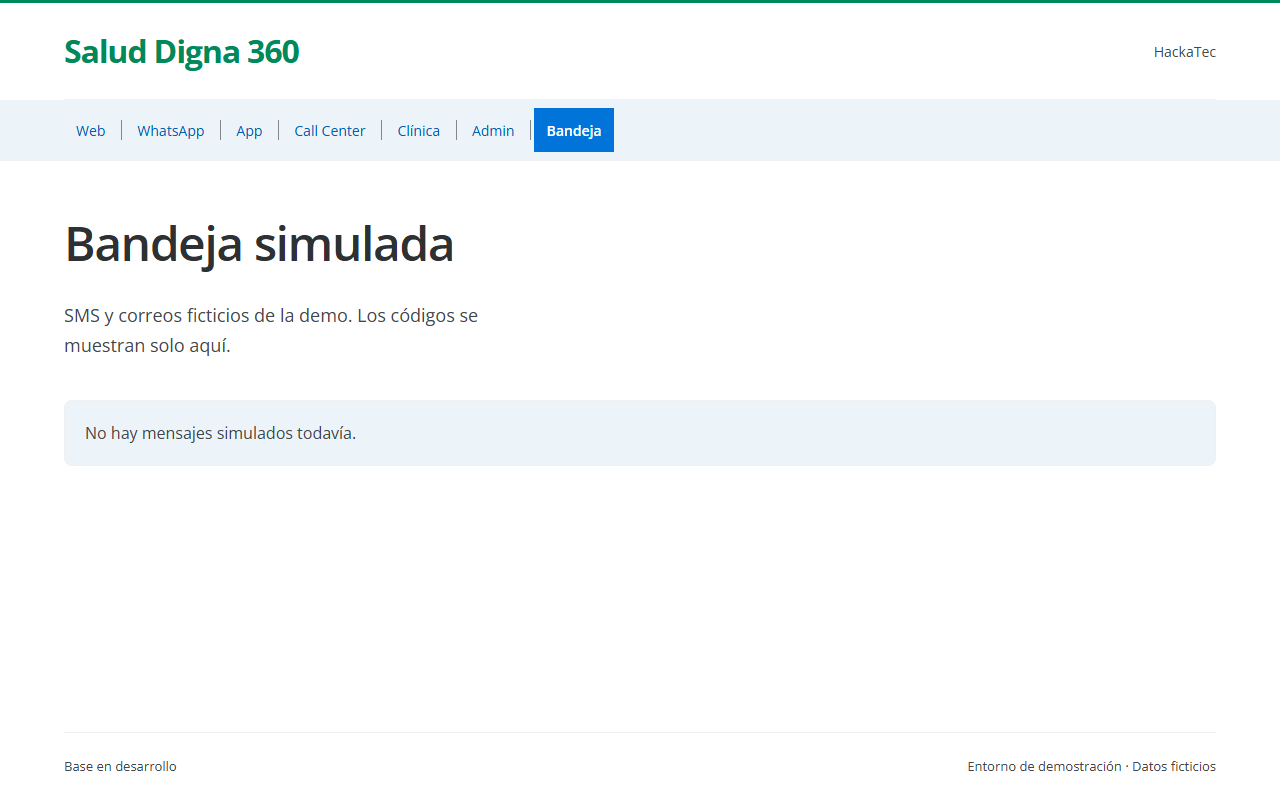 Salud Digna 360
HackaTec
Web
WhatsApp
App
Call Center
Clínica
Admin
Bandeja
Bandeja simulada
SMS y correos ficticios de la demo. Los códigos se
muestran solo aquí.
No hay mensajes simulados todavía.
Base en desarrollo
Entorno de demostración · Datos ficticios